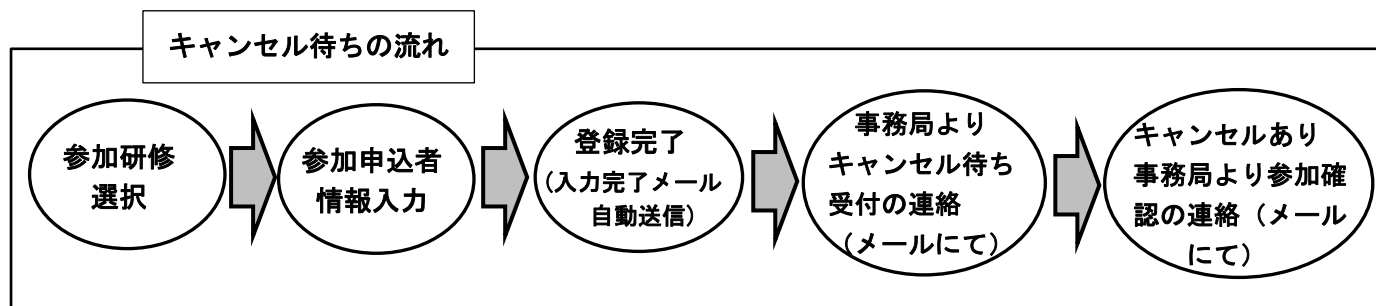 キャンセル待ちの流れ
参加研修
選択
参加申込者
情報入力
登録完了
(入力完了メール
自動送信)
事務局より
キャンセル待ち
受付の連絡
(メールにて)
キャンセルあり
事務局より参加確
認の連絡(メール
にて)